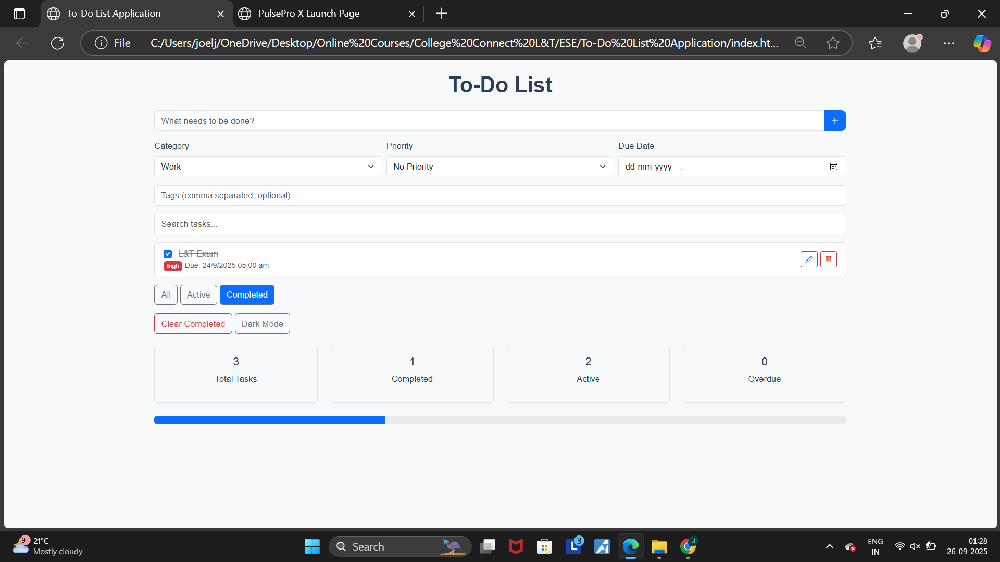 To-Do List Application
PulsePro X Launch Page
File
C:/Users/joelj/OneDrive/Desktop/Online%20Courses/College%20Connect%20L&T/ESE/To-Do%20List%20Application/index.ht...
To-Do List
What needs to be done?
+
Category
Priority
Due Date
Work
No Priority
dd-mm-yyyy --:--
Tags (comma separated, optional)
Search tasks...
L&T Exam
high Due: 24/9/2025 05:00 am
All
Active
Completed
Clear Completed
Dark Mode
3
Total Tasks
1
Completed
2
Active
0
Overdue
9+
21°C
Mostly cloudy
Search
L
3
J
ENG
IN
01:28
26-09-2025